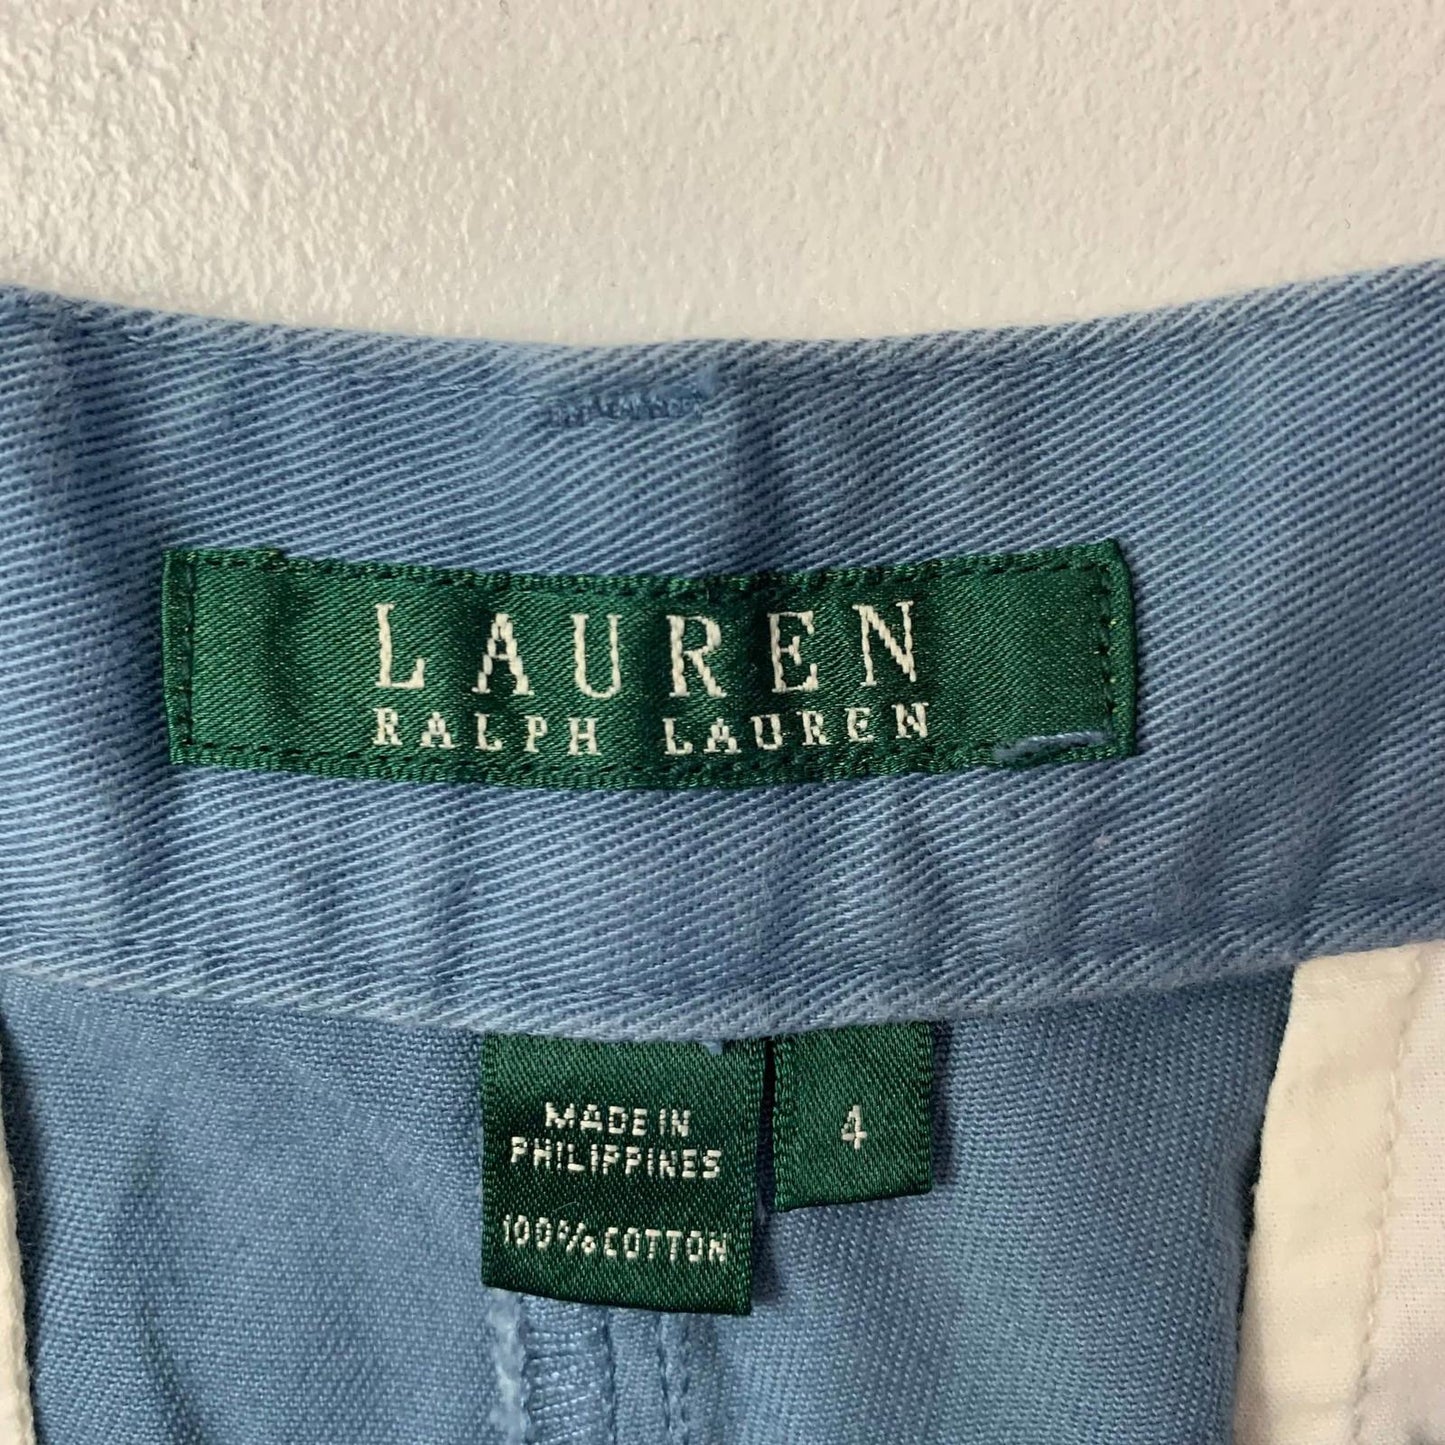 LAUREN
RALPH LAUREN
MADE IN
PHILIPPINES
100% COTTON
4